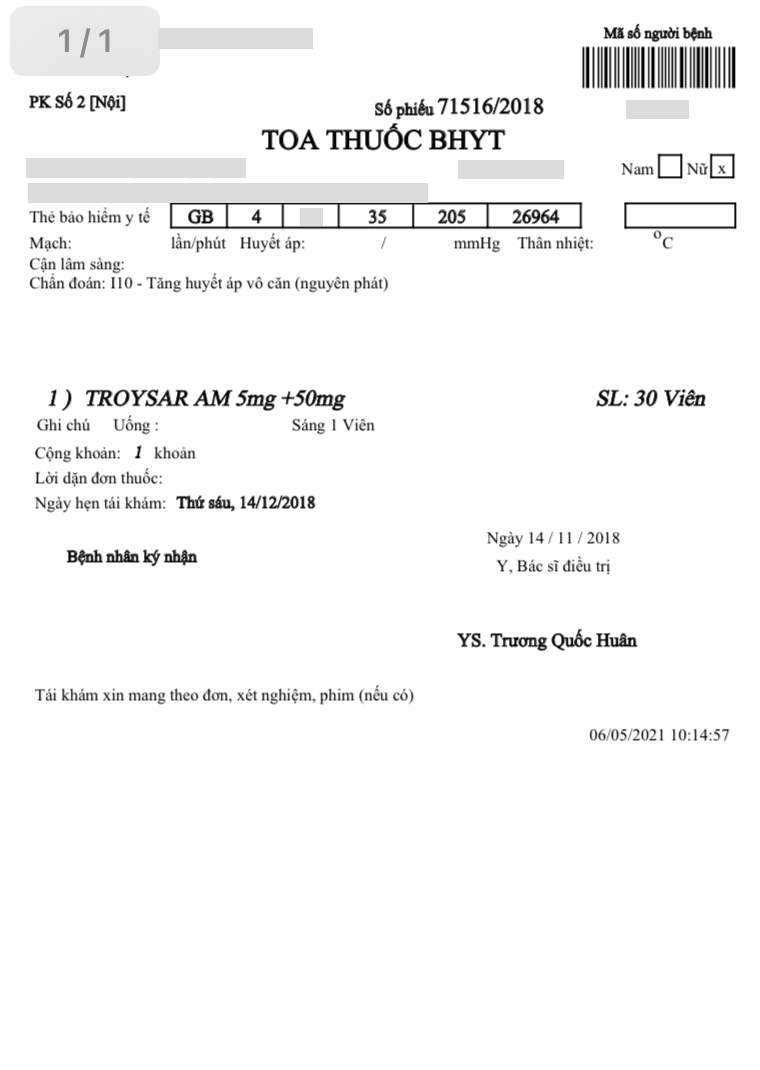 1/1
Mã số người bệnh
PK Số 2 [Nội]
Số phiếu 71516/2018
TOA THUỐC BHYT
Nam Nữ x
Thẻ bảo hiểm y tế GB 4 35 205 26964
Mạch: lần/phút Huyết áp: / mmHg Thân nhiệt: °C
Cận lâm sàng:
Chẩn đoán: I10 - Tăng huyết áp vô căn (nguyên phát)
1 ) TROYSAR AM 5mg +50mg SL: 30 Viên
Ghi chú Uống : Sáng 1 Viên
Cộng khoản: 1 khoản
Lời dặn đơn thuốc:
Ngày hẹn tái khám: Thứ sáu, 14/12/2018
Ngày 14 / 11 / 2018
Bệnh nhân ký nhận
Y, Bác sĩ điều trị
YS. Trương Quốc Huân
Tái khám xin mang theo đơn, xét nghiệm, phim (nếu có)
06/05/2021 10:14:57